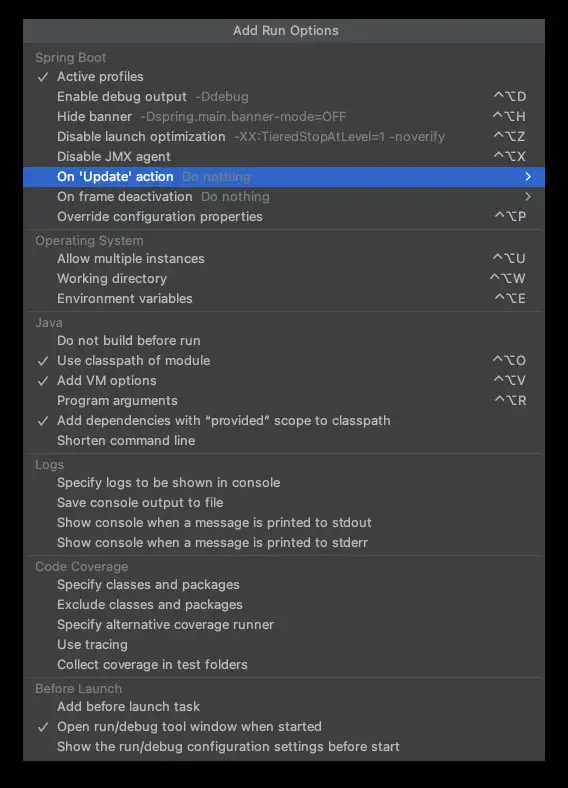 Add Run Options
Spring Boot
✓ Active profiles
Enable debug output -Ddebug ^⌥D
Hide banner -Dspring.main.banner-mode=OFF ^⌥H
Disable launch optimization -XX:TieredStopAtLevel=1 -noverify ^⌥Z
Disable JMX agent ^⌥X
On 'Update' action Do nothing >
On frame deactivation Do nothing >
Override configuration properties ^⌥P
Operating System
Allow multiple instances ^⌥U
Working directory ^⌥W
Environment variables ^⌥E
Java
Do not build before run
✓ Use classpath of module ^⌥O
✓ Add VM options ^⌥V
Program arguments ^⌥R
✓ Add dependencies with “provided” scope to classpath
Shorten command line
Logs
Specify logs to be shown in console
Save console output to file
Show console when a message is printed to stdout
Show console when a message is printed to stderr
Code Coverage
Specify classes and packages
Exclude classes and packages
Specify alternative coverage runner
Use tracing
Collect coverage in test folders
Before Launch
Add before launch task
✓ Open run/debug tool window when started
Show the run/debug configuration settings before start